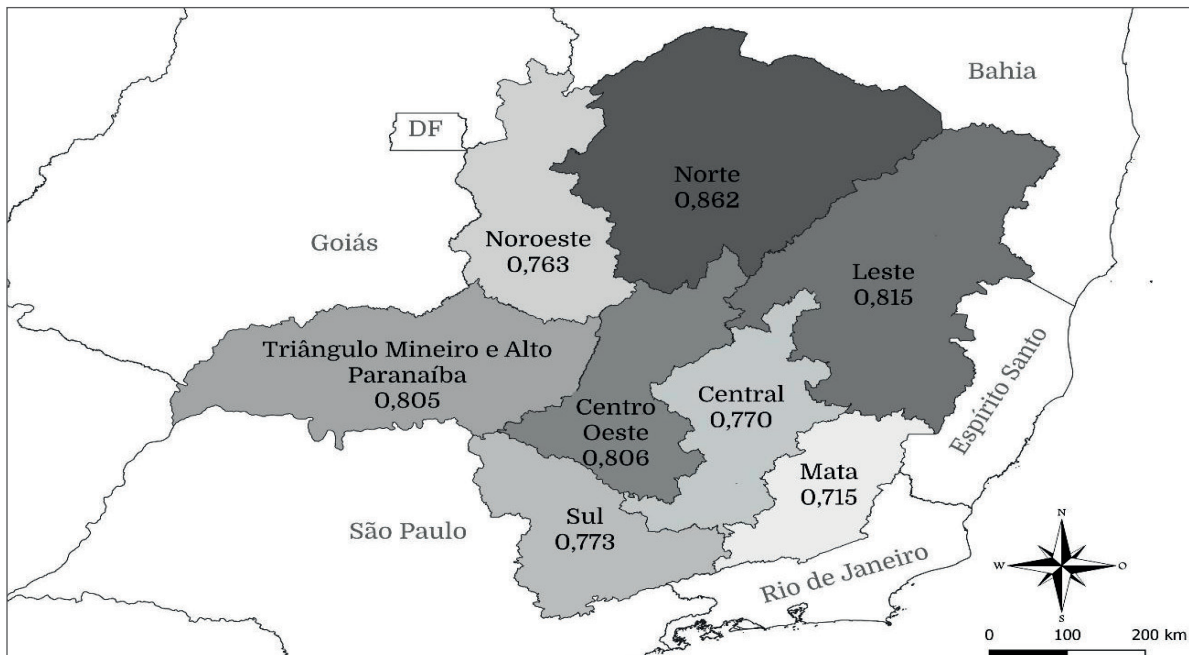 Bahia
DF
Norte
0,862
Goiás
Noroeste
0,763
Leste
0,815
Triângulo Mineiro e Alto
Paranaíba
0,805
Central
0,770
Centro
Oeste
0,806
Espírito Santo
Mata
0,715
São Paulo
Sul
0,773
Rio de Janeiro
N
W
O
S
0 100 200 km